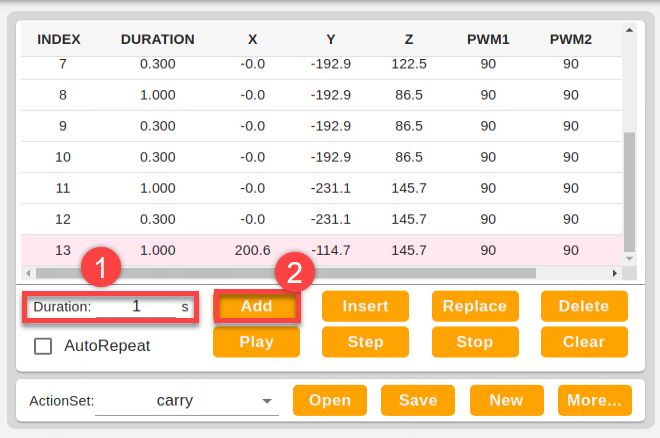 INDEX DURATION X Y Z PWM1 PWM2
7 0.300 -0.0 -192.9 122.5 90 90
8 1.000 -0.0 -192.9 86.5 90 90
9 0.300 -0.0 -192.9 86.5 90 90
10 0.300 -0.0 -192.9 86.5 90 90
11 1.000 -0.0 -231.1 145.7 90 90
12 0.300 -0.0 -231.1 145.7 90 90
13 1.000 200.6 -114.7 145.7 90 90
1 2
Duration: 1 s Add Insert Replace Delete
AutoRepeat Play Step Stop Clear
ActionSet: carry Open Save New More...